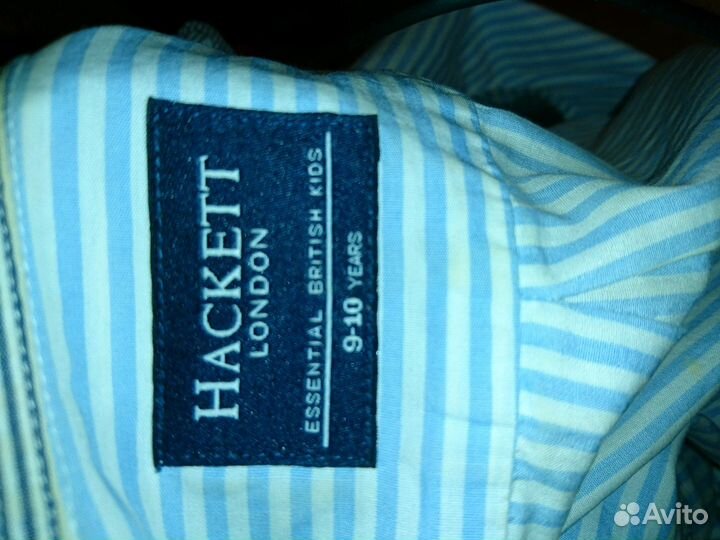 HACKETT
LONDON
ESSENTIAL BRITISH KIDS
9-10 YEARS
Avito